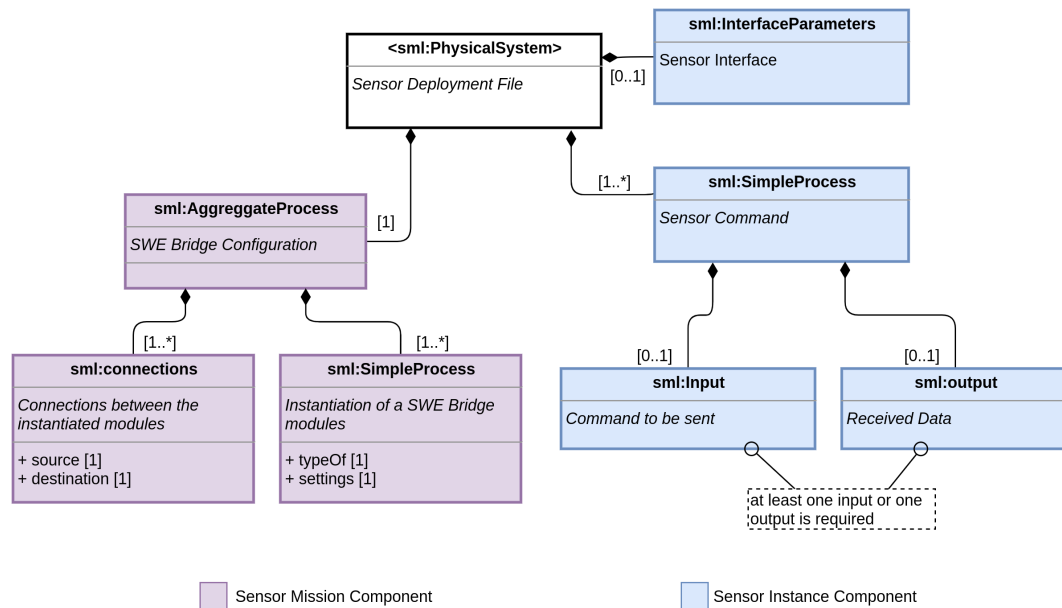 sml:InterfaceParameters
Sensor Interface
<sml:PhysicalSystem>
Sensor Deployment File
[0..1]
[1..*]
sml:SimpleProcess
Sensor Command
sml:AggreggateProcess
SWE Bridge Configuration
[1]
[1..*]
[1..*]
[0..1]
[0..1]
sml:connections
Connections between the
instantiated modules
+ source [1]
+ destination [1]
sml:SimpleProcess
Instantiation of a SWE Bridge
modules
+ typeOf [1]
+ settings [1]
sml:Input
Command to be sent
sml:output
Received Data
at least one input or one
output is required
Sensor Mission Component
Sensor Instance Component